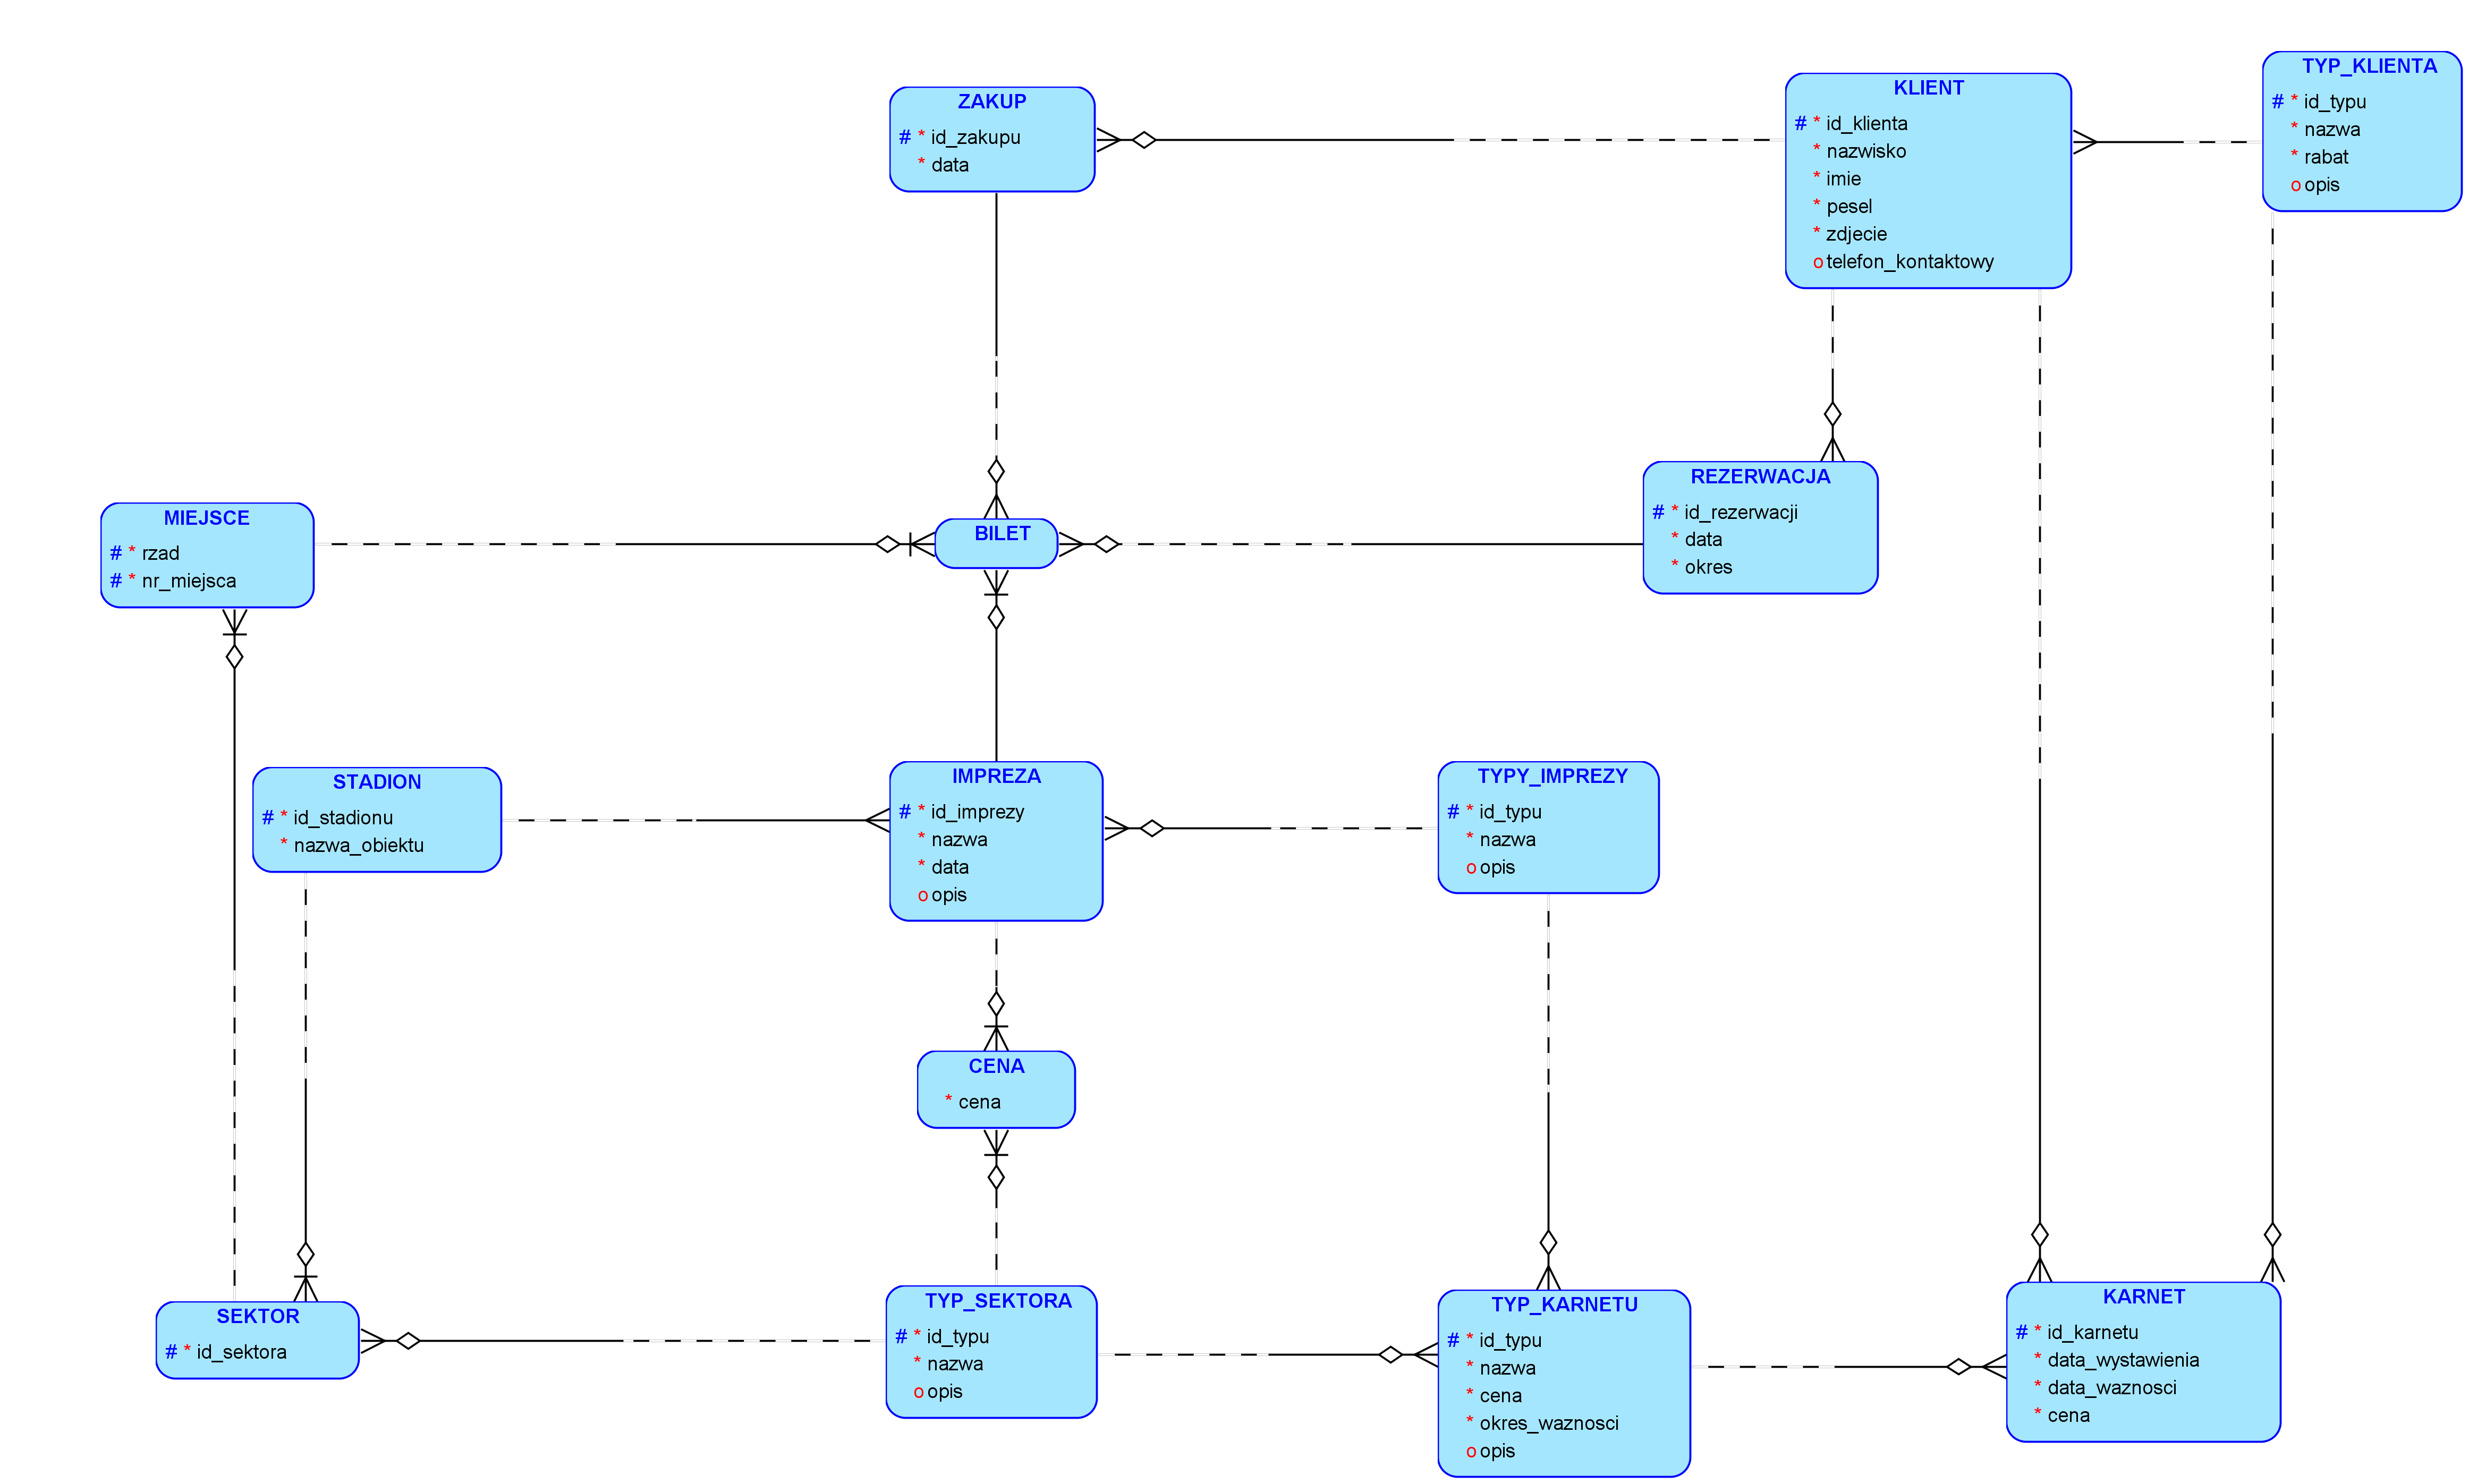 ZAKUP
# * id_zakupu
* data
KLIENT
# * id_klienta
* nazwisko
* imie
* pesel
* zdjecie
o telefon_kontaktowy
TYP_KLIENTA
# * id_typu
* nazwa
* rabat
o opis
MIEJSCE
# * rzad
# * nr_miejsca
BILET
REZERWACJA
# * id_rezerwacji
* data
* okres
STADION
# * id_stadionu
* nazwa_obiektu
IMPREZA
# * id_imprezy
* nazwa
* data
o opis
TYPY_IMPREZY
# * id_typu
* nazwa
o opis
CENA
* cena
SEKTOR
# * id_sektora
TYP_SEKTORA
# * id_typu
* nazwa
o opis
TYP_KARNETU
# * id_typu
* nazwa
* cena
* okres_waznosci
o opis
KARNET
# * id_karnetu
* data_wystawienia
* data_waznosci
* cena